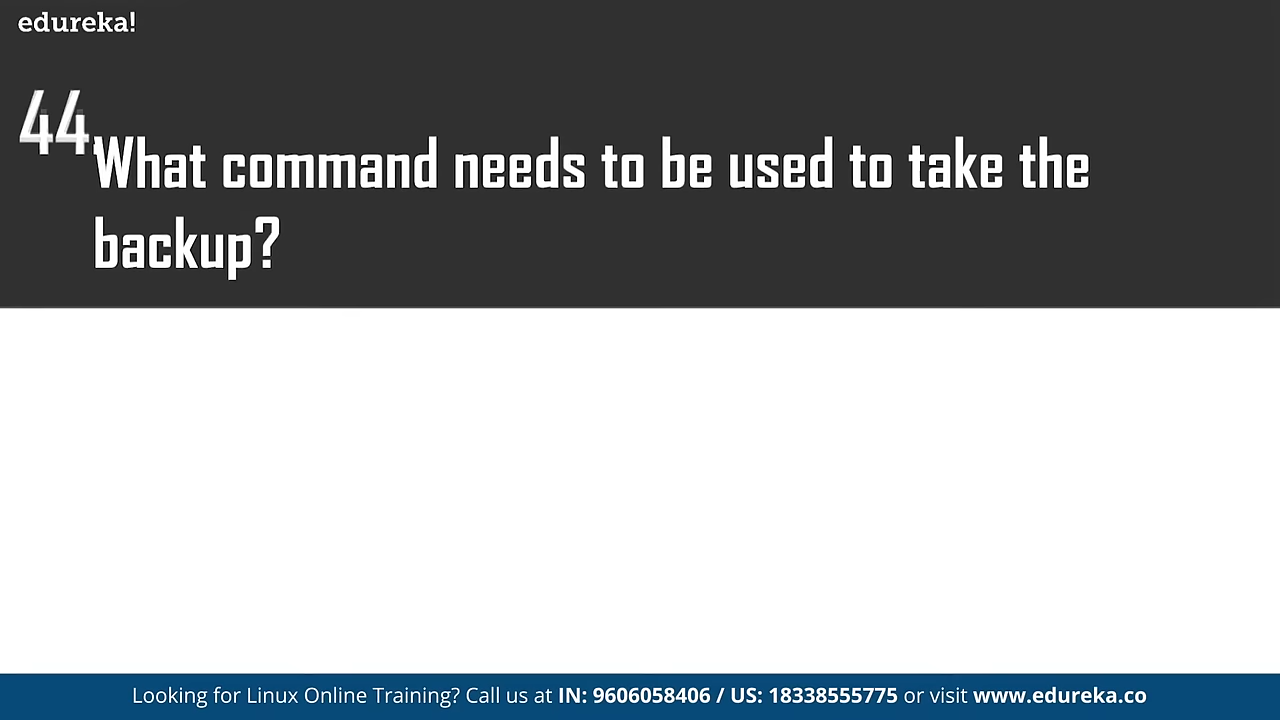 edureka!
44.
What command needs to be used to take the
backup?
Looking for Linux Online Training? Call us at IN: 9606058406 / US: 18338555775 or visit www.edureka.co